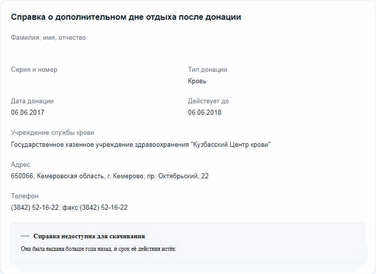 Справка о дополнительном дне отдыха после донации
Фамилия, имя, отчество
Серия и номер
Тип донации
Кровь
Дата донации
Действует до
06.06.2017
06.06.2018
Учреждение службы крови
Государственное казенное учреждение здравоохранения "Кузбасский Центр крови"
Адрес
650066, Кемеровская область, г. Кемерово, пр. Октябрьский, 22
Телефон
(3842) 52-16-22, факс (3842) 52-16-22
— Справка недоступна для скачивания
Она была выдана больше года назад, и срок её действия истёк